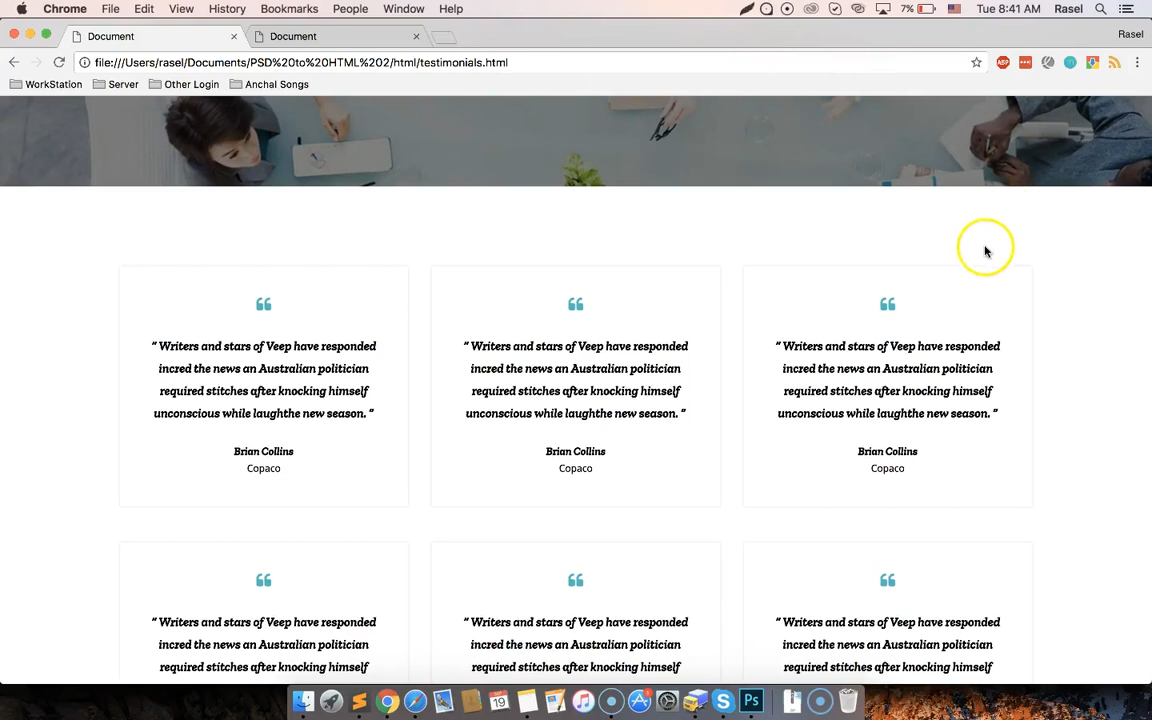 Chrome File Edit View History Bookmarks People Window Help 7% Tue 8:41 AM Rasel
Document Document Rasel
file:///Users/rasel/Documents/PSD%20to%20HTML%202/html/testimonials.html ABP
WorkStation Server Other Login Anchal Songs
“ Writers and stars of Veep have responded
incred the news an Australian politician
required stitches after knocking himself
unconscious while laughthe new season. “
Brian Collins
Copaco
“ Writers and stars of Veep have responded
incred the news an Australian politician
required stitches after knocking himself
unconscious while laughthe new season. “
Brian Collins
Copaco
“ Writers and stars of Veep have responded
incred the news an Australian politician
required stitches after knocking himself
unconscious while laughthe new season. “
Brian Collins
Copaco
“ Writers and stars of Veep have responded
incred the news an Australian politician
required stitches after knocking himself
“ Writers and stars of Veep have responded
incred the news an Australian politician
required stitches after knocking himself
“ Writers and stars of Veep have responded
incred the news an Australian politician
required stitches after knocking himself
19 Ps